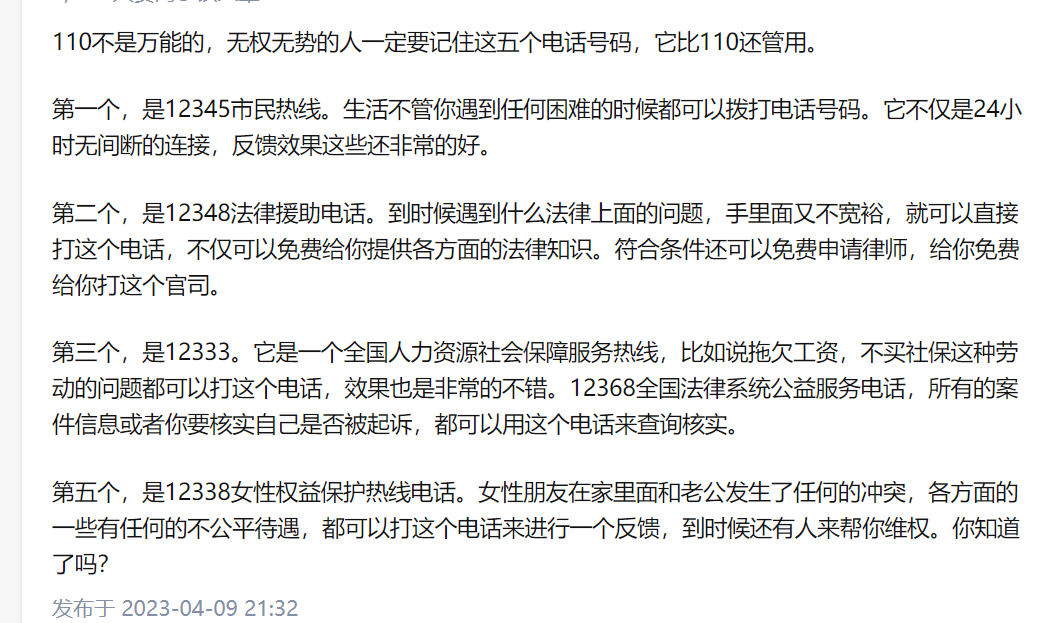 110不是万能的，无权无势的人一定要记住这五个电话号码，它比110还管用。
第一个，是12345市民热线。生活不管你遇到任何困难的时候都可以拨打电话号码。它不仅是24小
时无间断的连接，反馈效果这些还非常的好。
第二个，是12348法律援助电话。到时候遇到什么法律上面的问题，手里面又不宽裕，就可以直接
打这个电话，不仅可以免费给你提供各方面的法律知识。符合条件还可以免费申请律师，给你免费
给你打这个官司。
第三个，是12333。它是一个全国人力资源社会保障服务热线，比如说拖欠工资，不买社保这种劳
动的问题都可以打这个电话，效果也是非常的不错。12368全国法律系统公益服务电话，所有的案
件信息或者你要核实自己是否被起诉，都可以用这个电话来查询核实。
第五个，是12338女性权益保护热线电话。女性朋友在家里面和老公发生了任何的冲突，各方面的
一些有任何的不公平待遇，都可以打这个电话来进行一个反馈，到时候还有人来帮你维权。你知道
了吗？
发布于 2023-04-09 21:32